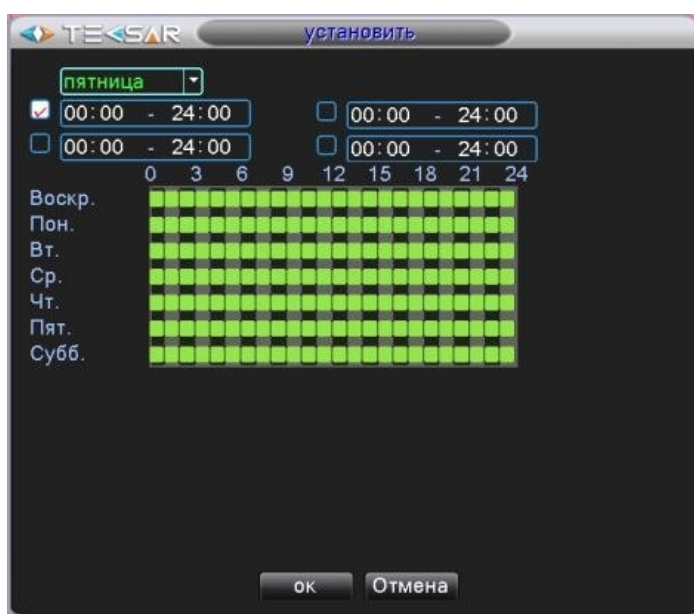 TECSAR
установить
пятница
00:00 - 24:00 00:00 - 24:00
00:00 - 24:00 00:00 - 24:00
0 3 6 9 12 15 18 21 24
Воскр.
Пон.
Вт.
Ср.
Чт.
Пят.
Субб.
ок Отмена